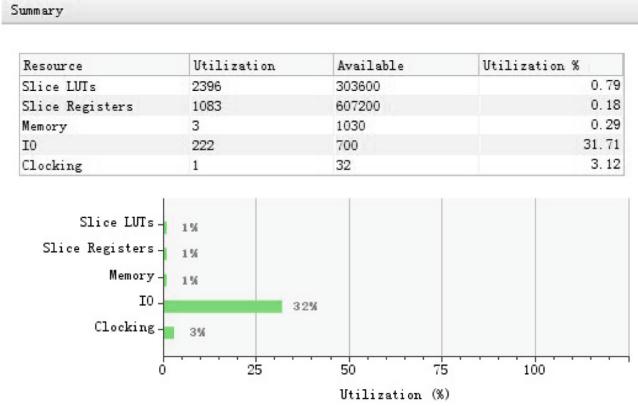 Summary
Resource Utilization Available Utilization %
Slice LUTs 2396 303600 0.79
Slice Registers 1083 607200 0.18
Memory 3 1030 0.29
IO 222 700 31.71
Clocking 1 32 3.12
Slice LUTs 1%
Slice Registers 1%
Memory 1%
IO 32%
Clocking 3%
0 25 50 75 100
Utilization (%)